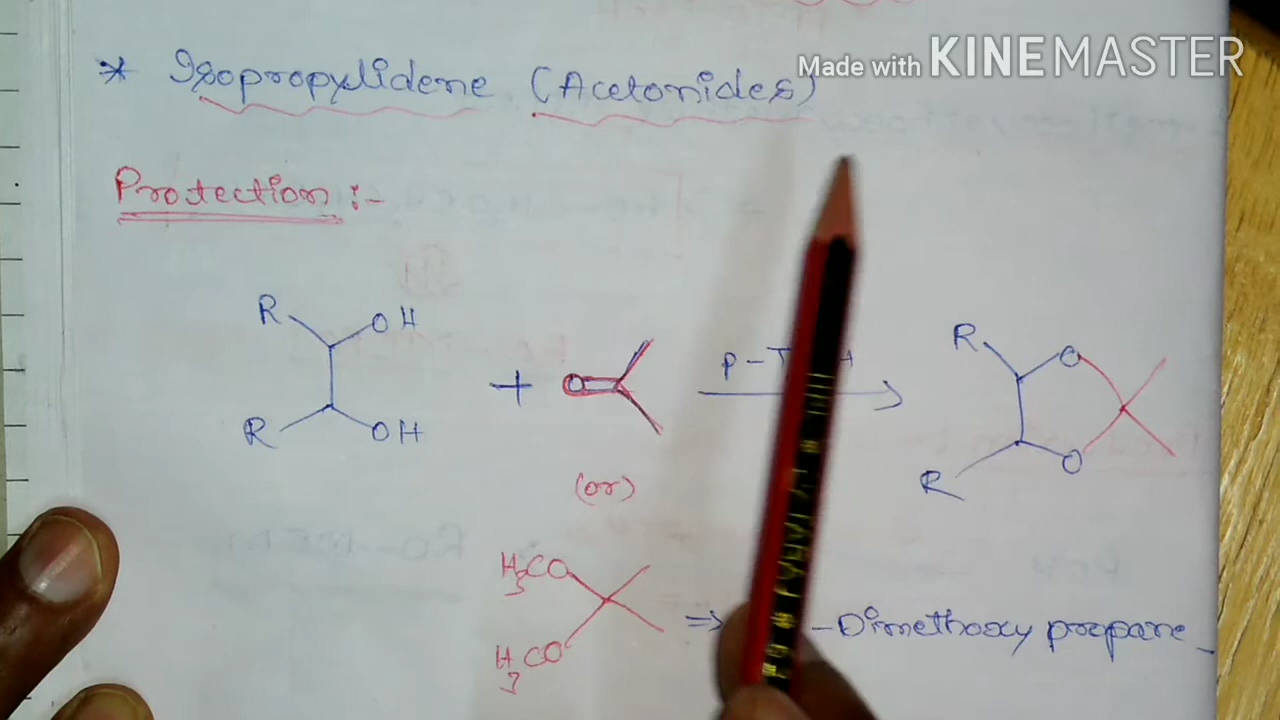 Made with KINEMASTER
* Isopropylidene (Acetonides)
Protection :-
R OH
R OH
+ O
p-T H
R O
R O
(or)
H3CO
H3CO
⇒ -Dimethoxy propane